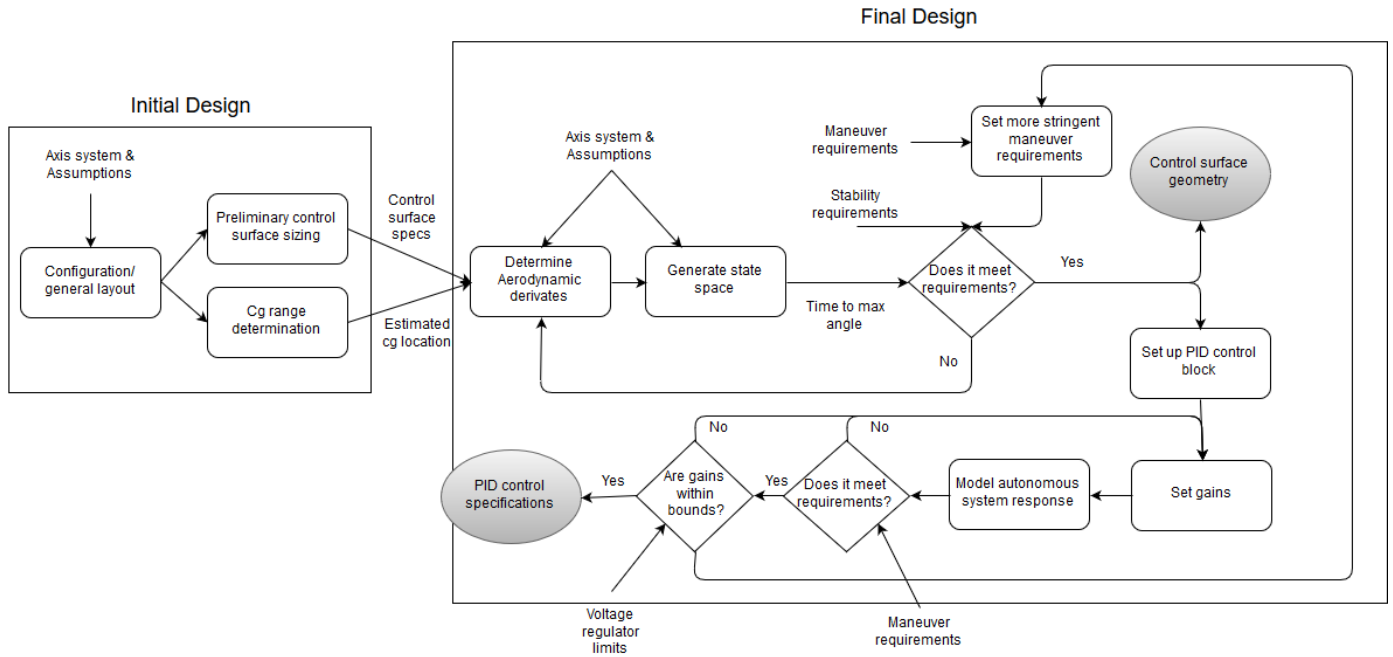 Final Design
Initial Design
Axis system &
Assumptions
Configuration/
general layout
Preliminary control
surface sizing
Cg range
determination
Control
surface
specs
Estimated
cg location
Axis system &
Assumptions
Determine
Aerodynamic
derivates
Generate state
space
Time to max
angle
Maneuver
requirements
Set more stringent
maneuver
requirements
Stability
requirements
Does it meet
requirements?
Yes
No
Control surface
geometry
Set up PID control
block
Set gains
Model autonomous
system response
Does it meet
requirements?
No
Yes
Maneuver
requirements
Are gains
within
bounds?
No
Yes
Voltage
regulator
limits
PID control
specifications